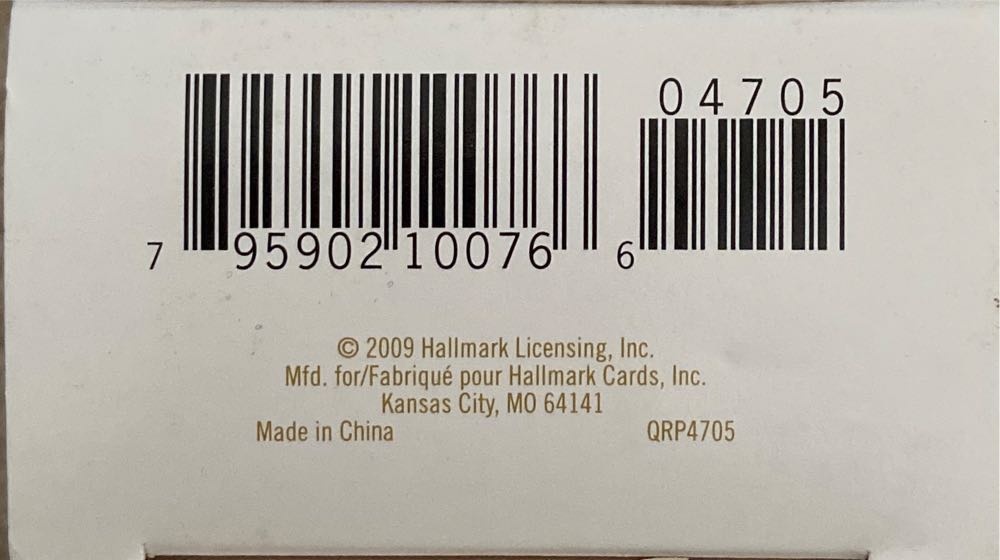 04705
7 95902 10076 6
© 2009 Hallmark Licensing, Inc.
Mfd. for/Fabriqué pour Hallmark Cards, Inc.
Kansas City, MO 64141
Made in China QRP4705